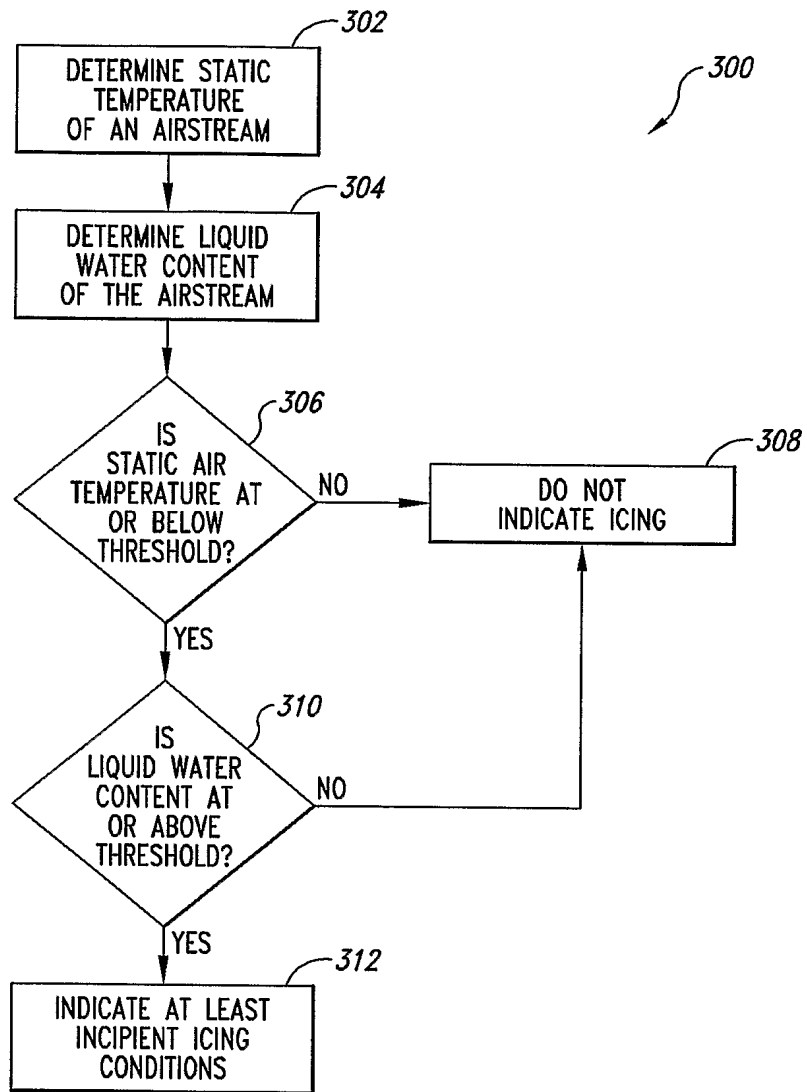 302
DETERMINE STATIC
TEMPERATURE
OF AN AIRSTREAM
300
304
DETERMINE LIQUID
WATER CONTENT
OF THE AIRSTREAM
306
IS
STATIC AIR
TEMPERATURE AT
OR BELOW
THRESHOLD?
NO
308
DO NOT
INDICATE ICING
YES
310
IS
LIQUID WATER
CONTENT AT
OR ABOVE
THRESHOLD?
NO
YES
312
INDICATE AT LEAST
INCIPIENT ICING
CONDITIONS